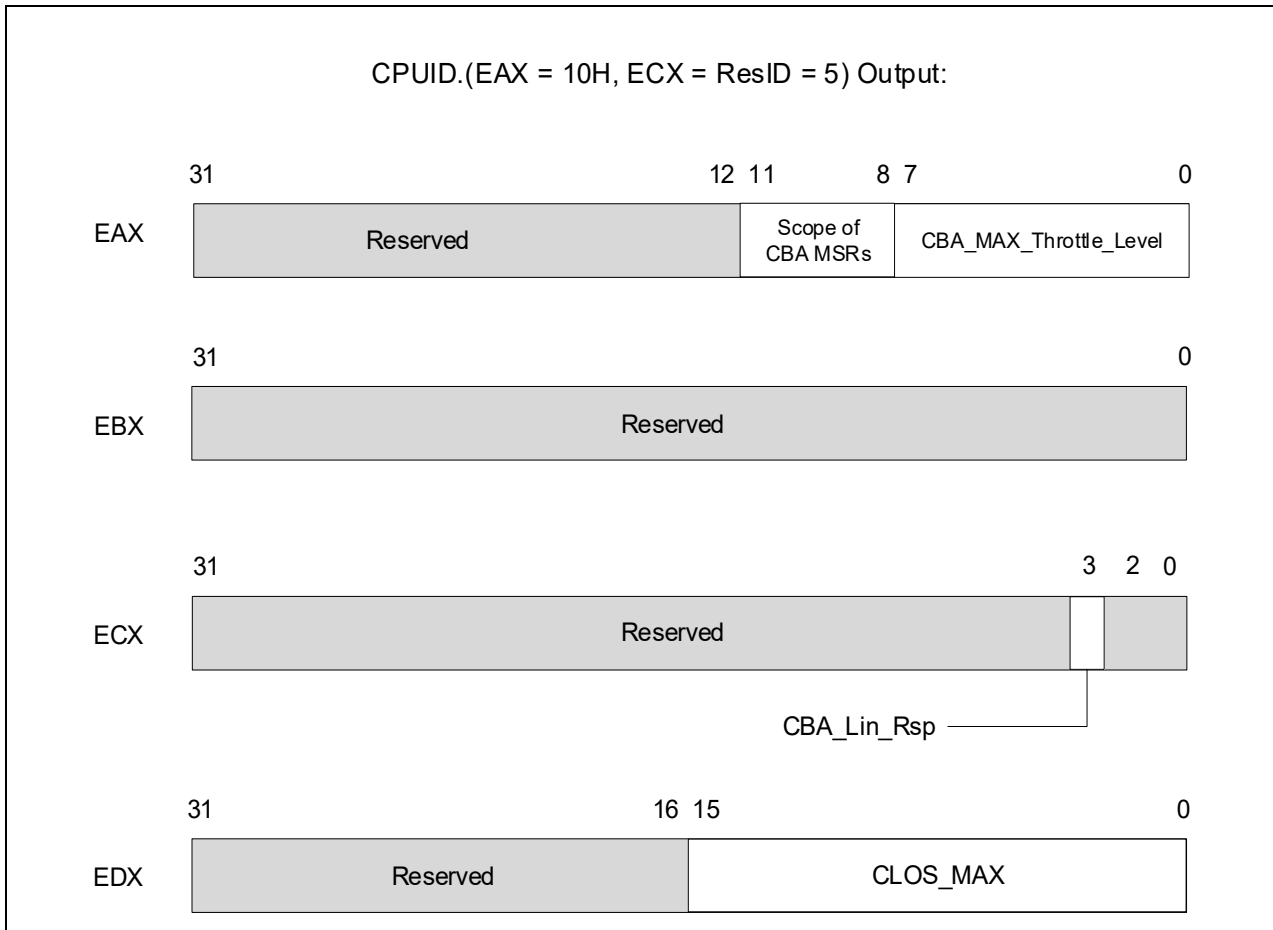 CPUID.(EAX = 10H, ECX = ResID = 5) Output:
31 12 11 8 7 0
EAX Reserved Scope of CBA MSRs CBA_MAX_Throttle_Level
31 0
EBX Reserved
31 3 2 0
ECX Reserved
CBA_Lin_Rsp
31 16 15 0
EDX Reserved CLOS_MAX